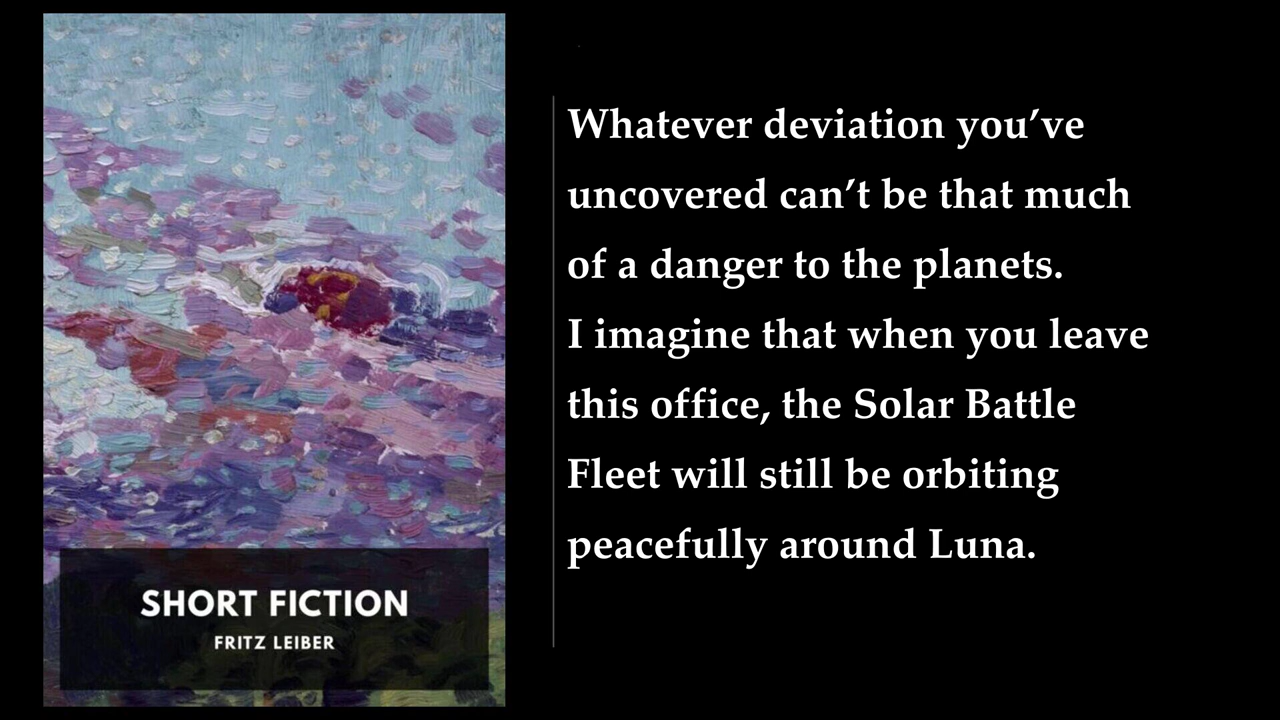 SHORT FICTION
FRITZ LEIBER
Whatever deviation you’ve
uncovered can’t be that much
of a danger to the planets.
I imagine that when you leave
this office, the Solar Battle
Fleet will still be orbiting
peacefully around Luna.